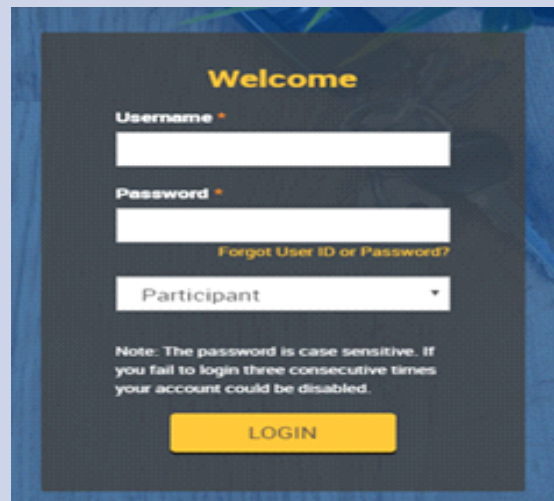 Welcome
Username *
Password *
Forgot User ID or Password?
Participant
Note: The password is case sensitive. If
you fail to login three consecutive times
your account could be disabled.
LOGIN